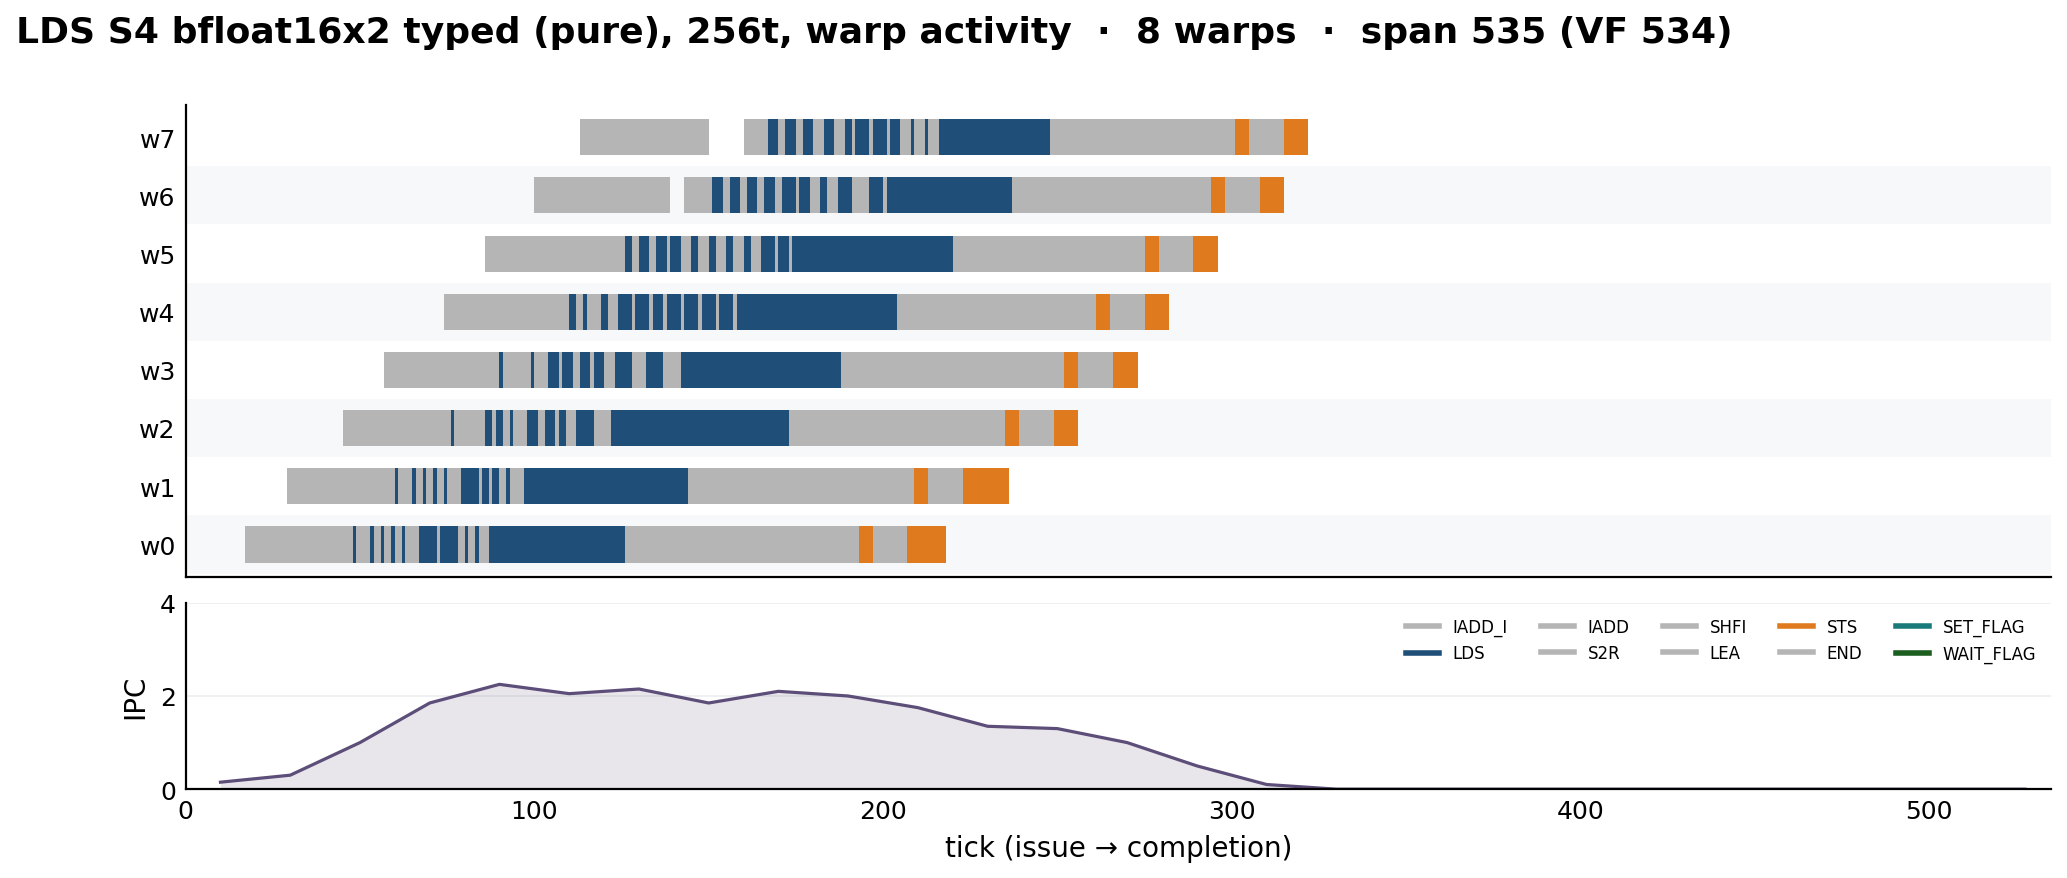 LDS S4 bfloat16x2 typed (pure), 256t, warp activity · 8 warps · span 535 (VF 534)
w7
w6
w5
w4
w3
w2
w1
w0
4
2
0
IPC
IADD_I IADD SHFI STS SET_FLAG
LDS S2R LEA END WAIT_FLAG
0 100 200 300 400 500
tick (issue → completion)